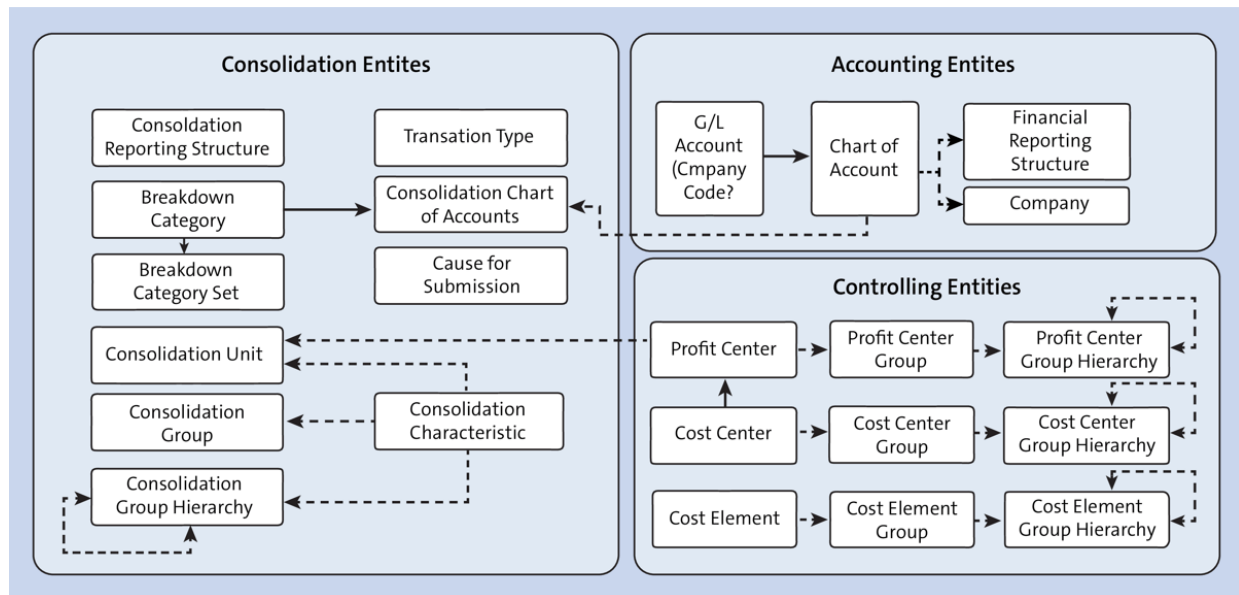 Consolidation Entites
Consoldation
Reporting Structure
Transation Type
Breakdown
Category
Consolidation Chart
of Accounts
Breakdown
Category Set
Cause for
Submission
Consolidation Unit
Consolidation
Group
Consolidation
Characteristic
Consolidation
Group Hierarchy
Accounting Entites
G/L
Account
(Cmpany
Code?
Chart of
Account
Financial
Reporting
Structure
Company
Controlling Entities
Profit Center
Profit Center
Group
Profit Center
Group Hierarchy
Cost Center
Cost Center
Group
Cost Center
Group Hierarchy
Cost Element
Cost Element
Group
Cost Element
Group Hierarchy